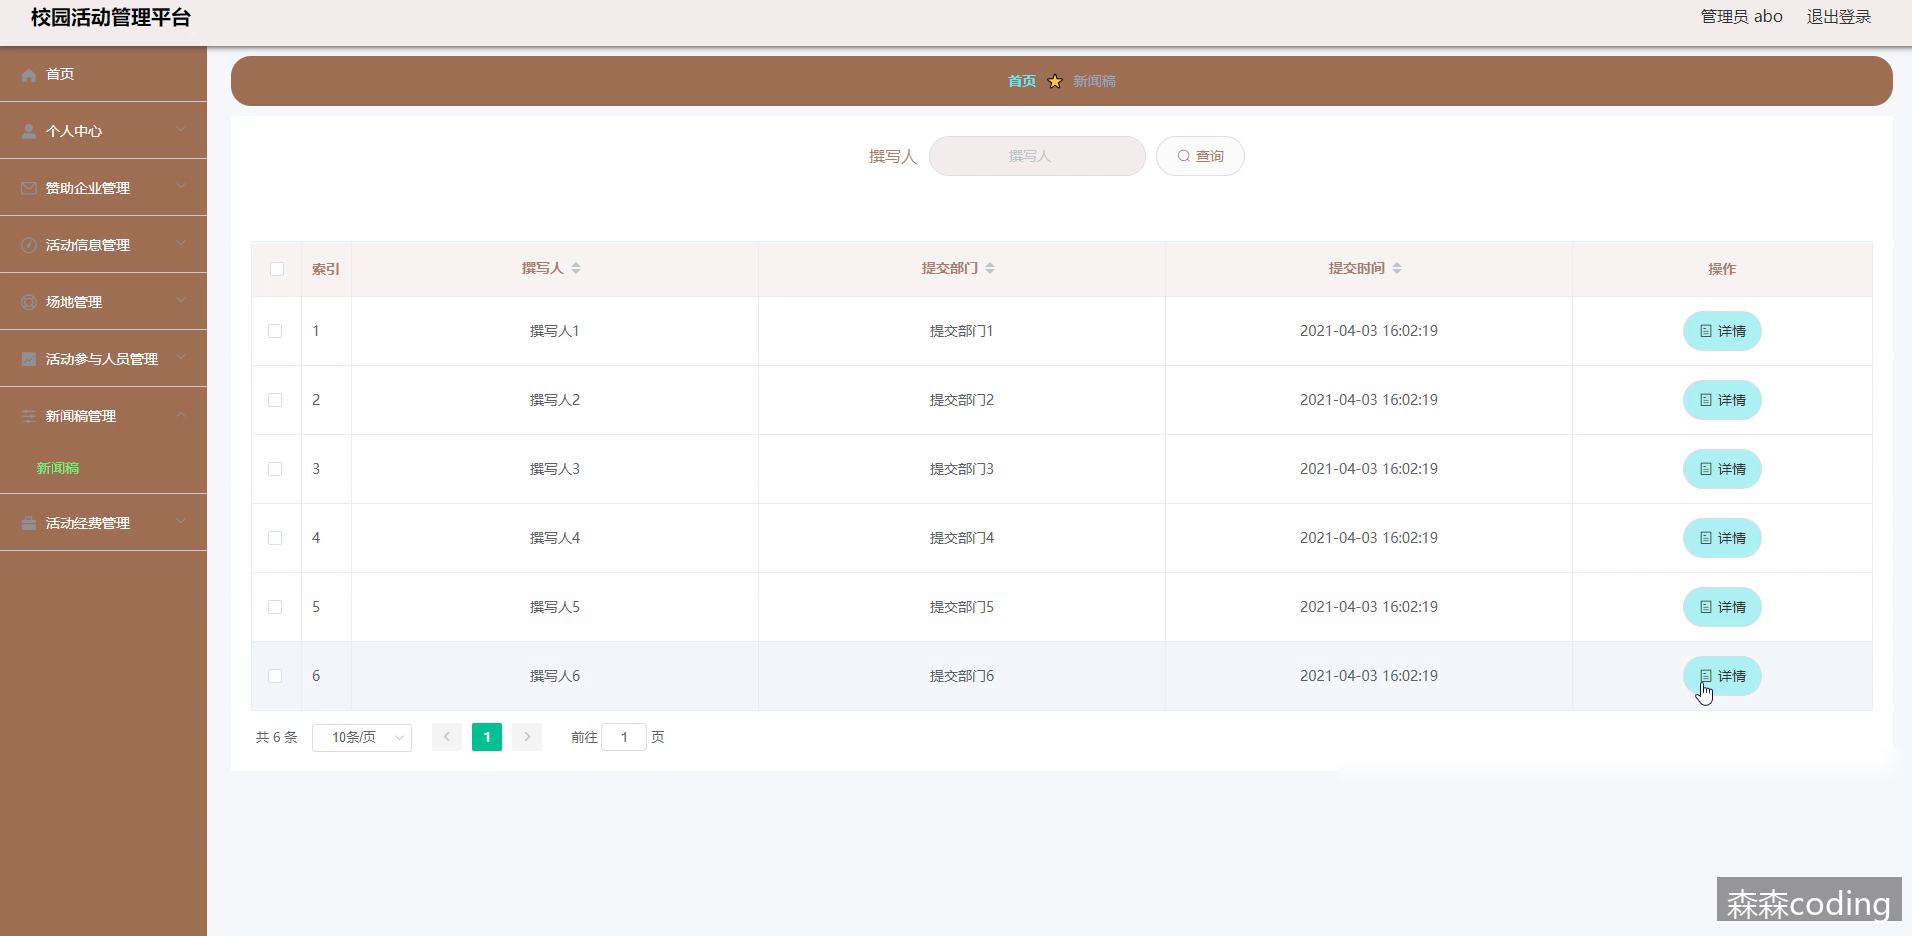 校园活动管理平台
管理员 abo 退出登录
首页
个人中心
赞助企业管理
活动信息管理
场地管理
活动参与人员管理
新闻稿管理
新闻稿
活动经费管理
首页 新闻稿
撰写人 撰写人 查询
索引 撰写人 提交部门 提交时间 操作
1 撰写人1 提交部门1 2021-04-03 16:02:19 详情
2 撰写人2 提交部门2 2021-04-03 16:02:19 详情
3 撰写人3 提交部门3 2021-04-03 16:02:19 详情
4 撰写人4 提交部门4 2021-04-03 16:02:19 详情
5 撰写人5 提交部门5 2021-04-03 16:02:19 详情
6 撰写人6 提交部门6 2021-04-03 16:02:19 详情
共 6 条 10条/页 1 前往 1 页
森森coding